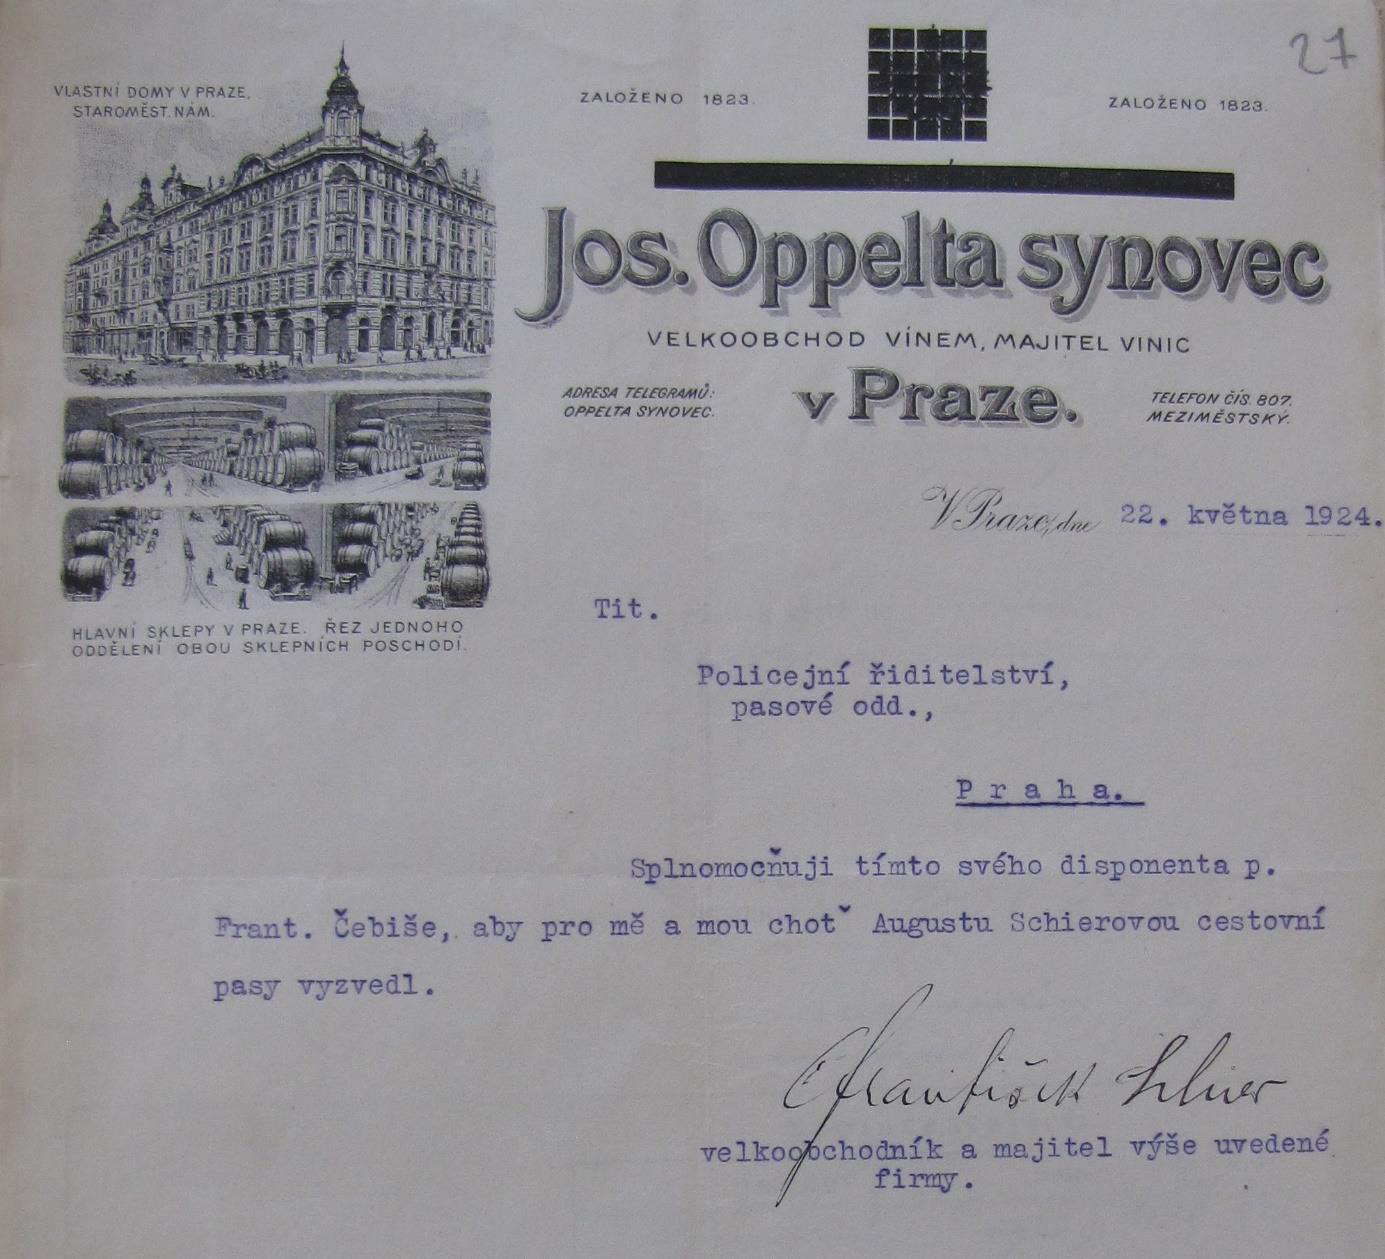 27
VLASTNÍ DOMY V PRAZE,
STAROMĚST. NÁM.
ZALOŽENO 1823.
ZALOŽENO 1823.
Jos. Oppelta synovec
VELKOOBCHOD VÍNEM, MAJITEL VINIC
v Praze.
ADRESA TELEGRAMŮ:
OPPELTA SYNOVEC.
TELEFON ČÍS. 807.
MEZIMĚSTSKÝ.
HLAVNÍ SKLEPY V PRAZE. ŘEZ JEDNOHO
ODDĚLENÍ OBOU SKLEPNÍCH POSCHODÍ.
V Praze, dne 22. května 1924.
Tit.
Policejní řiditelství,
pasové odd.,
P r a h a.
Splnomocňuji tímto svého disponenta p.
Frant. Čebiše, aby pro mě a mou choťˇ Augustu Schierovou cestovní
pasy vyzvedl.
František Schier
velkoobchodník a majitel výše uvedené
firmy.